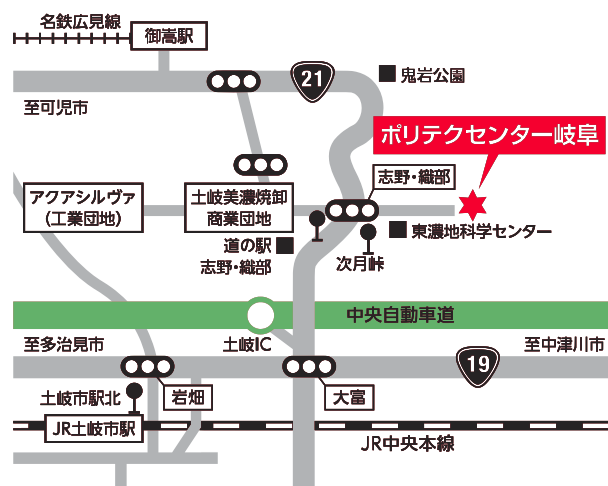 名鉄広見線
御嵩駅
21
鬼岩公園
至可児市
ポリテクセンター岐阜
志野・織部
アクアシルヴァ
（工業団地）
土岐美濃焼卸
商業団地
道の駅
志野・織部
次月峠
東濃地科学センター
中央自動車道
至多治見市
土岐IC
至中津川市
19
土岐市駅北
岩畑
大富
JR土岐市駅
JR中央本線